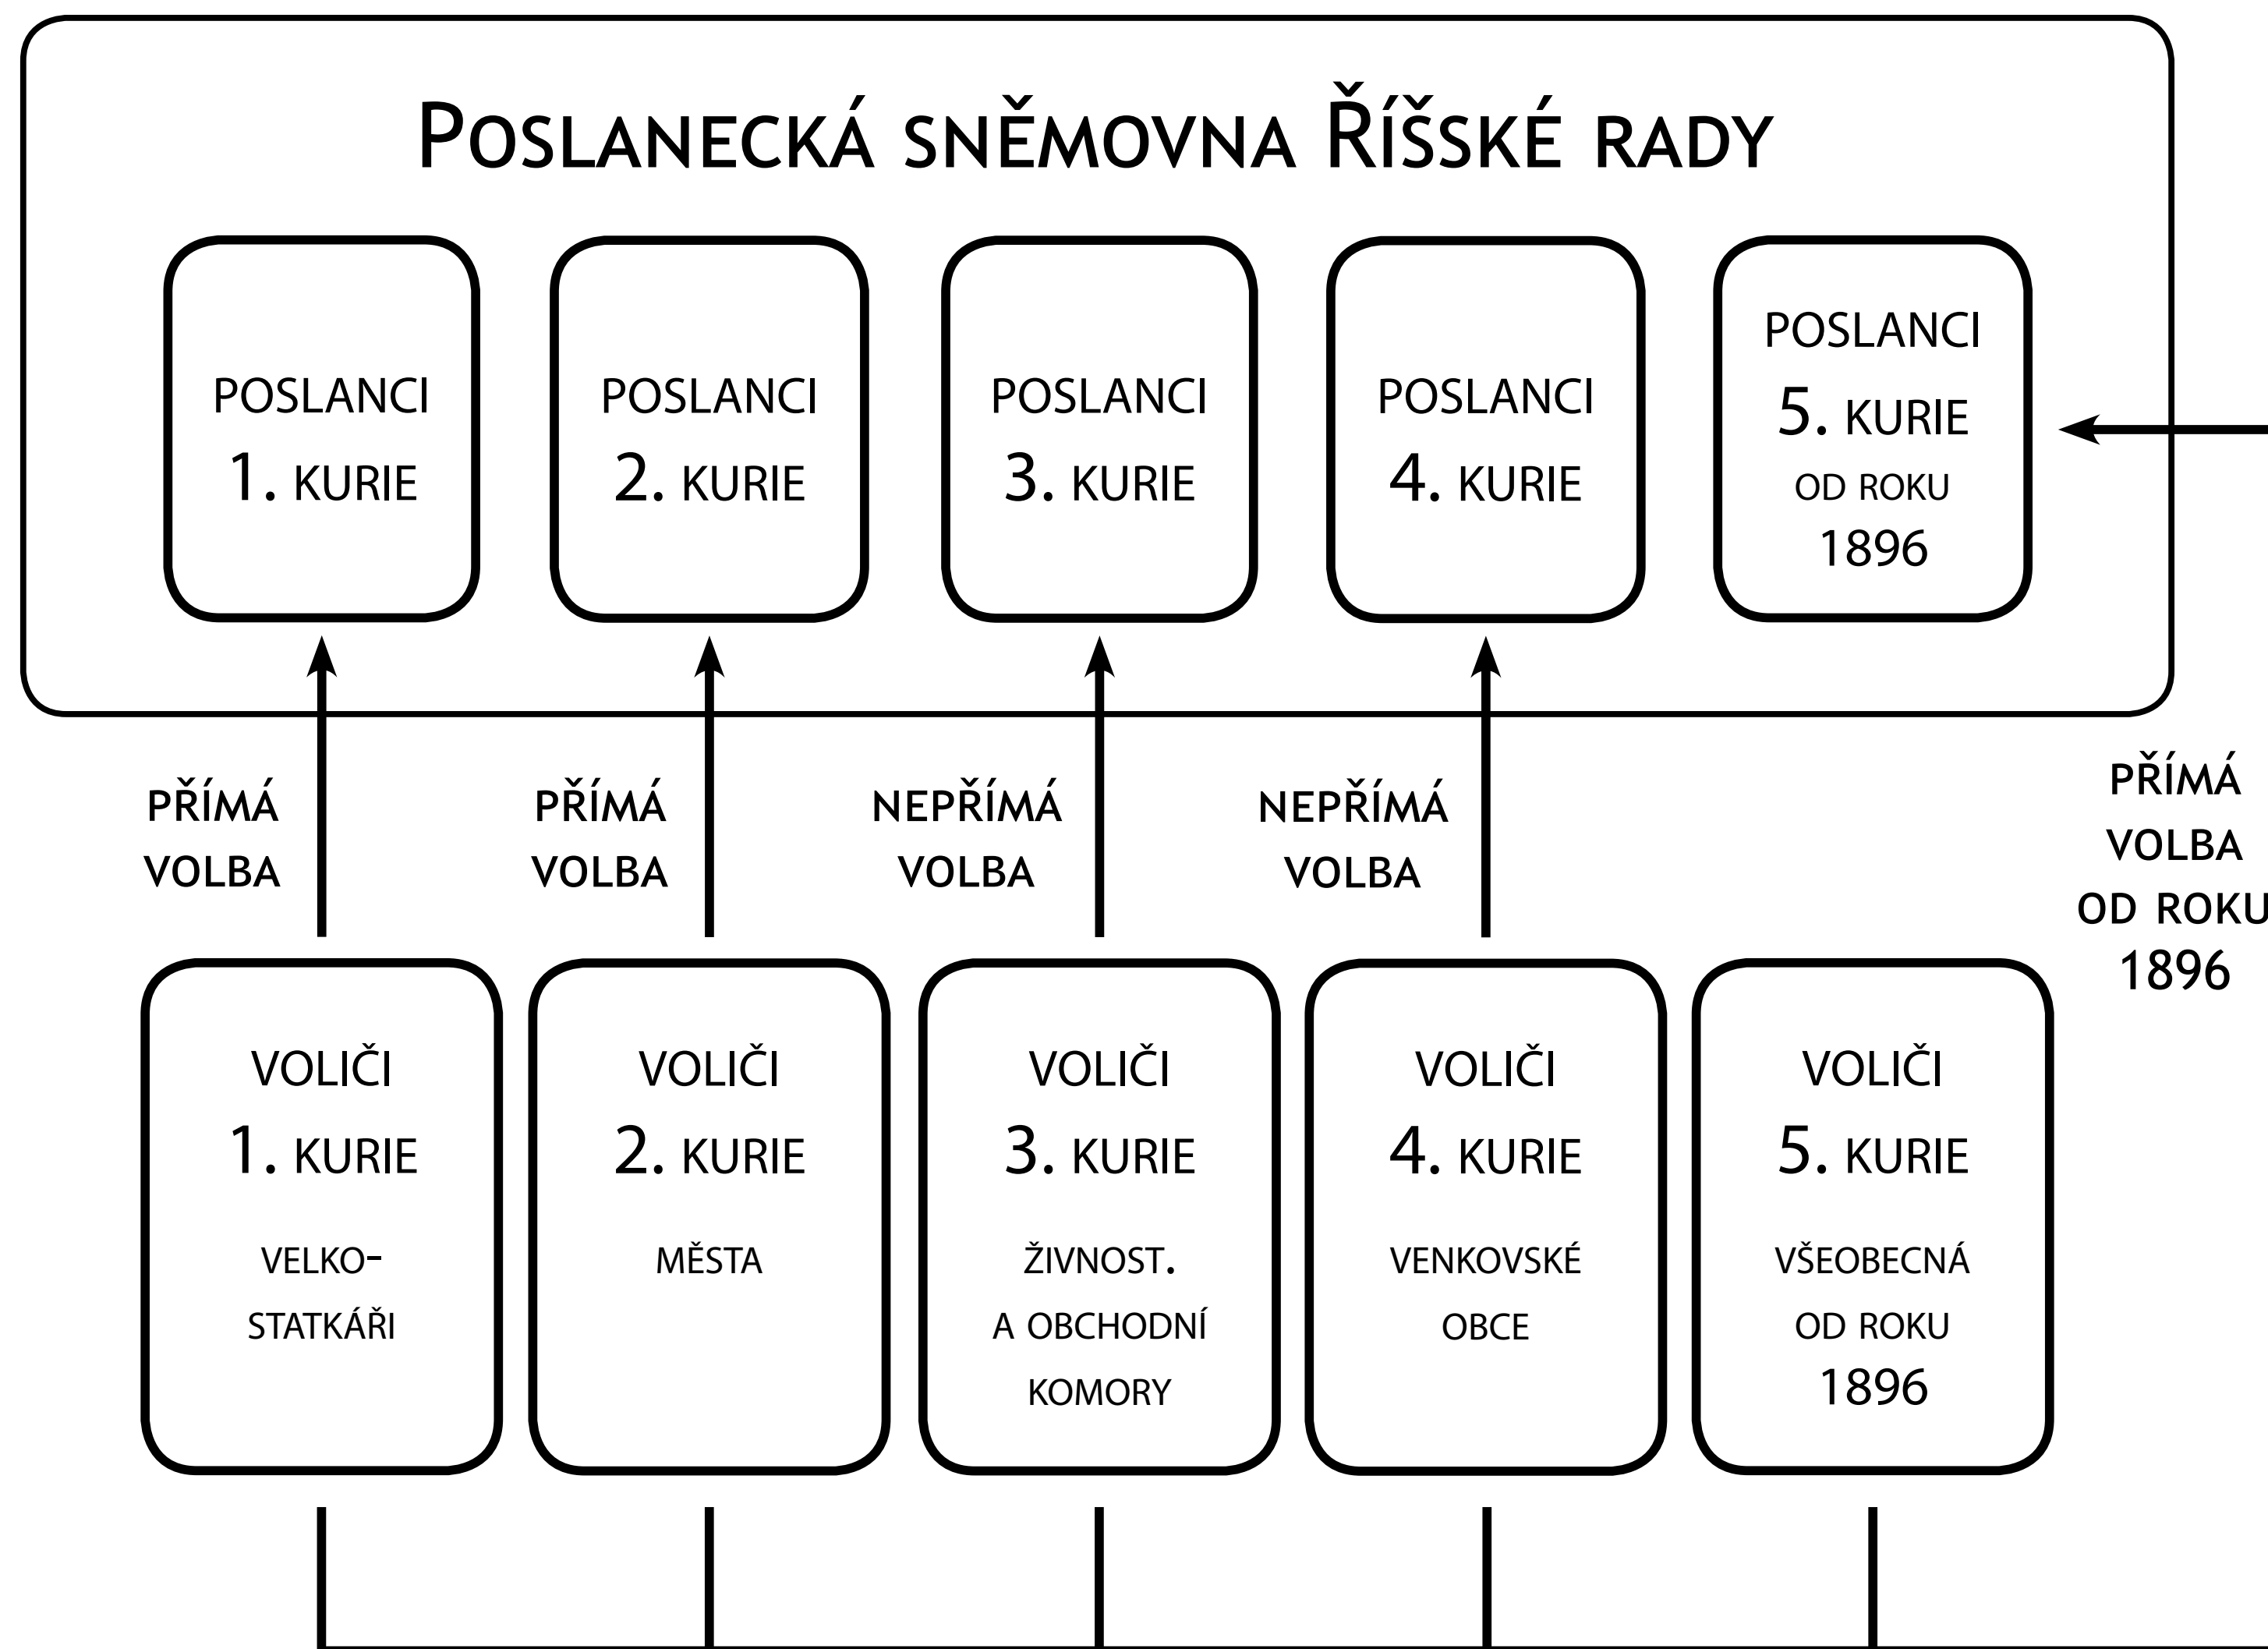 Poslanecká sněmovna Říšské rady
POSLANCI
1. KURIE
POSLANCI
2. KURIE
POSLANCI
3. KURIE
POSLANCI
4. KURIE
POSLANCI
5. KURIE
OD ROKU
1896
PŘÍMÁ
VOLBA
PŘÍMÁ
VOLBA
NEPŘÍMÁ
VOLBA
NEPŘÍMÁ
VOLBA
PŘÍMÁ
VOLBA
OD ROKU
1896
VOLIČI
1. KURIE
VELKO-
STATKÁŘI
VOLIČI
2. KURIE
MĚSTA
VOLIČI
3. KURIE
ŽIVNOST.
A OBCHODNÍ
KOMORY
VOLIČI
4. KURIE
VENKOVSKÉ
OBCE
VOLIČI
5. KURIE
VŠEOBECNÁ
OD ROKU
1896